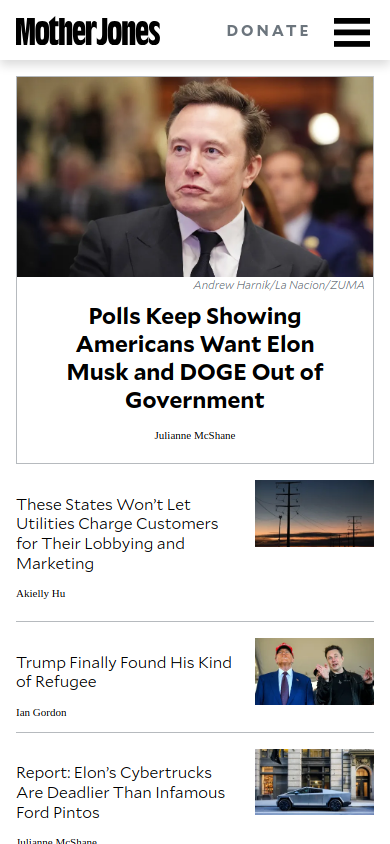 Mother Jones
DONATE
Andrew Harnik/La Nacion/ZUMA
Polls Keep Showing
Americans Want Elon
Musk and DOGE Out of
Government
Julianne McShane
These States Won’t Let
Utilities Charge Customers
for Their Lobbying and
Marketing
Akielly Hu
Trump Finally Found His Kind
of Refugee
Ian Gordon
Report: Elon’s Cybertrucks
Are Deadlier Than Infamous
Ford Pintos
Julianne McShane